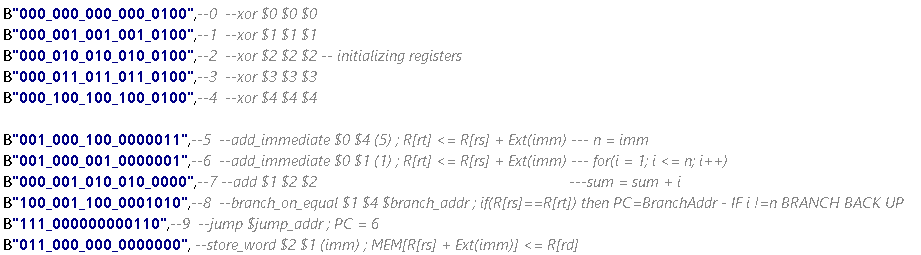 B"000_000_000_000_0100",--0 --xor $0 $0 $0
B"000_001_001_001_0100",--1 --xor $1 $1 $1
B"000_010_010_010_0100",--2 --xor $2 $2 $2 -- initializing registers
B"000_011_011_011_0100",--3 --xor $3 $3 $3
B"000_100_100_100_0100",--4 --xor $4 $4 $4
B"001_000_100_0000011",--5 --add_immediate $0 $4 (5) ; R[rt] <= R[rs] + Ext(imm) --- n = imm
B"001_000_001_0000001",--6 --add_immediate $0 $1 (1) ; R[rt] <= R[rs] + Ext(imm) --- for(i = 1; i <= n; i++)
B"000_001_010_010_0000",--7 --add $1 $2 $2 ---sum = sum + i
B"100_001_100_0001010",--8 --branch_on_equal $1 $4 $branch_addr ; if(R[rs]==R[rt]) then PC=BranchAddr - IF i !=n BRANCH BACK UP
B"111_0000000000110",--9 --jump $jump_addr ; PC = 6
B"011_000_000_0000000", --store_word $2 $1 (imm) ; MEM[R[rs] + Ext(imm)] <= R[rd]